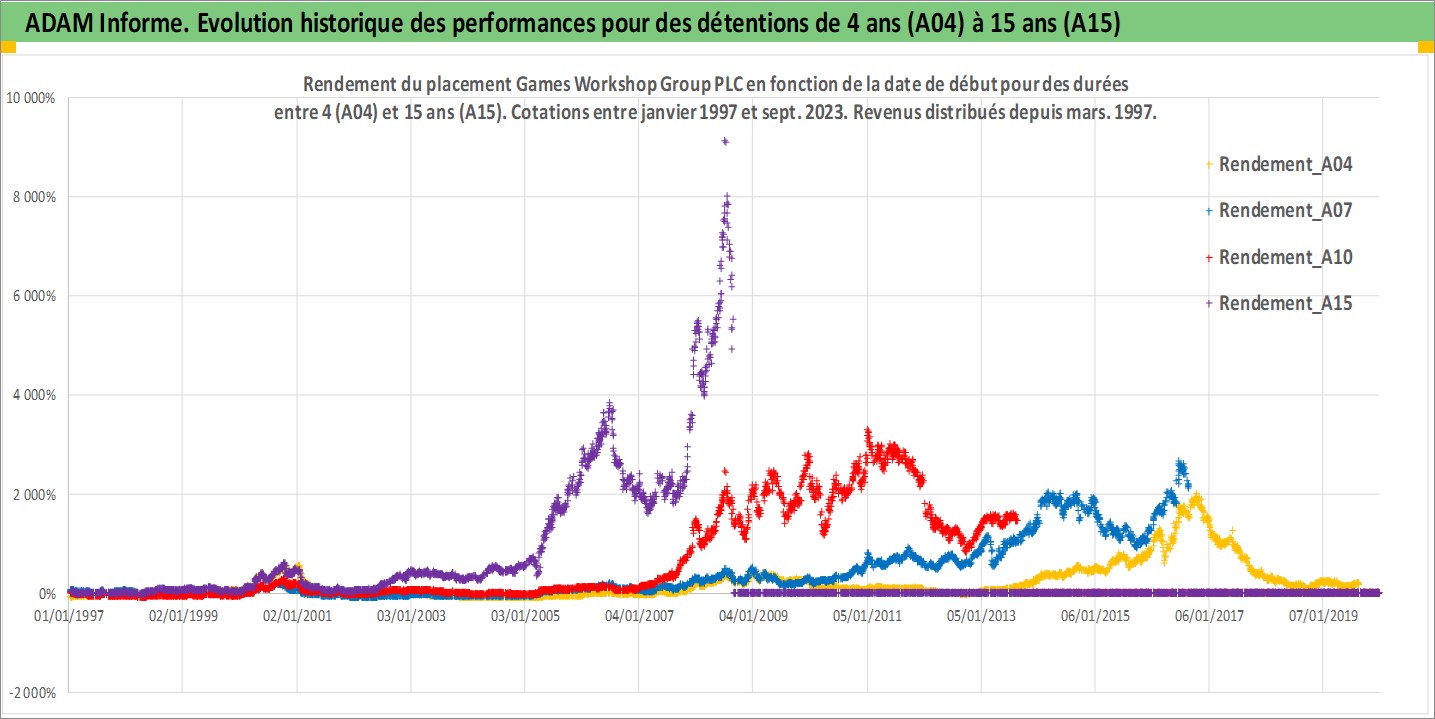 ADAM Informe. Evolution historique des performances pour des détentions de 4 ans (A04) à 15 ans (A15)
Rendement du placement Games Workshop Group PLC en fonction de la date de début pour des durées
entre 4 (A04) et 15 ans (A15). Cotations entre janvier 1997 et sept. 2023. Revenus distribués depuis mars. 1997.
10 000%
8 000%
6 000%
4 000%
2 000%
0%
-2 000%
01/01/1997
02/01/1999
02/01/2001
03/01/2003
03/01/2005
04/01/2007
04/01/2009
05/01/2011
05/01/2013
06/01/2015
06/01/2017
07/01/2019
Rendement_A04
Rendement_A07
Rendement_A10
Rendement_A15